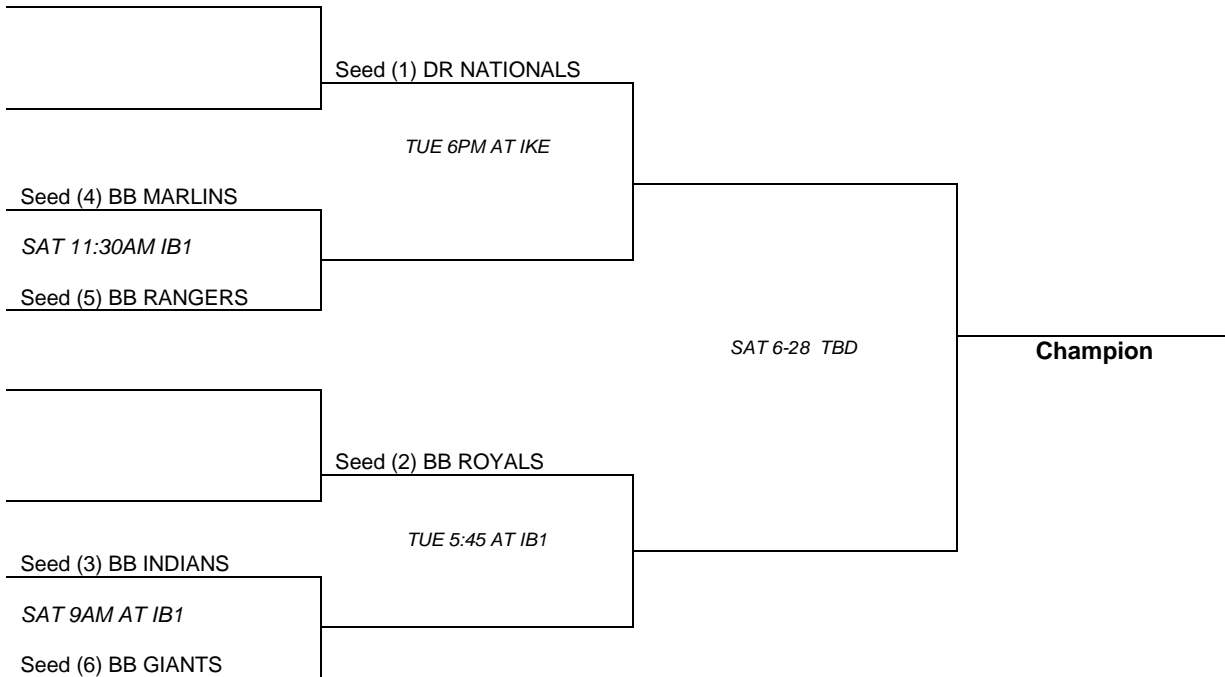 Seed (1) DR NATIONALS
TUE 6PM AT IKE
Seed (4) BB MARLINS
SAT 11:30AM IB1
Seed (5) BB RANGERS
SAT 6-28 TBD
Champion
Seed (2) BB ROYALS
TUE 5:45 AT IB1
Seed (3) BB INDIANS
SAT 9AM AT IB1
Seed (6) BB GIANTS